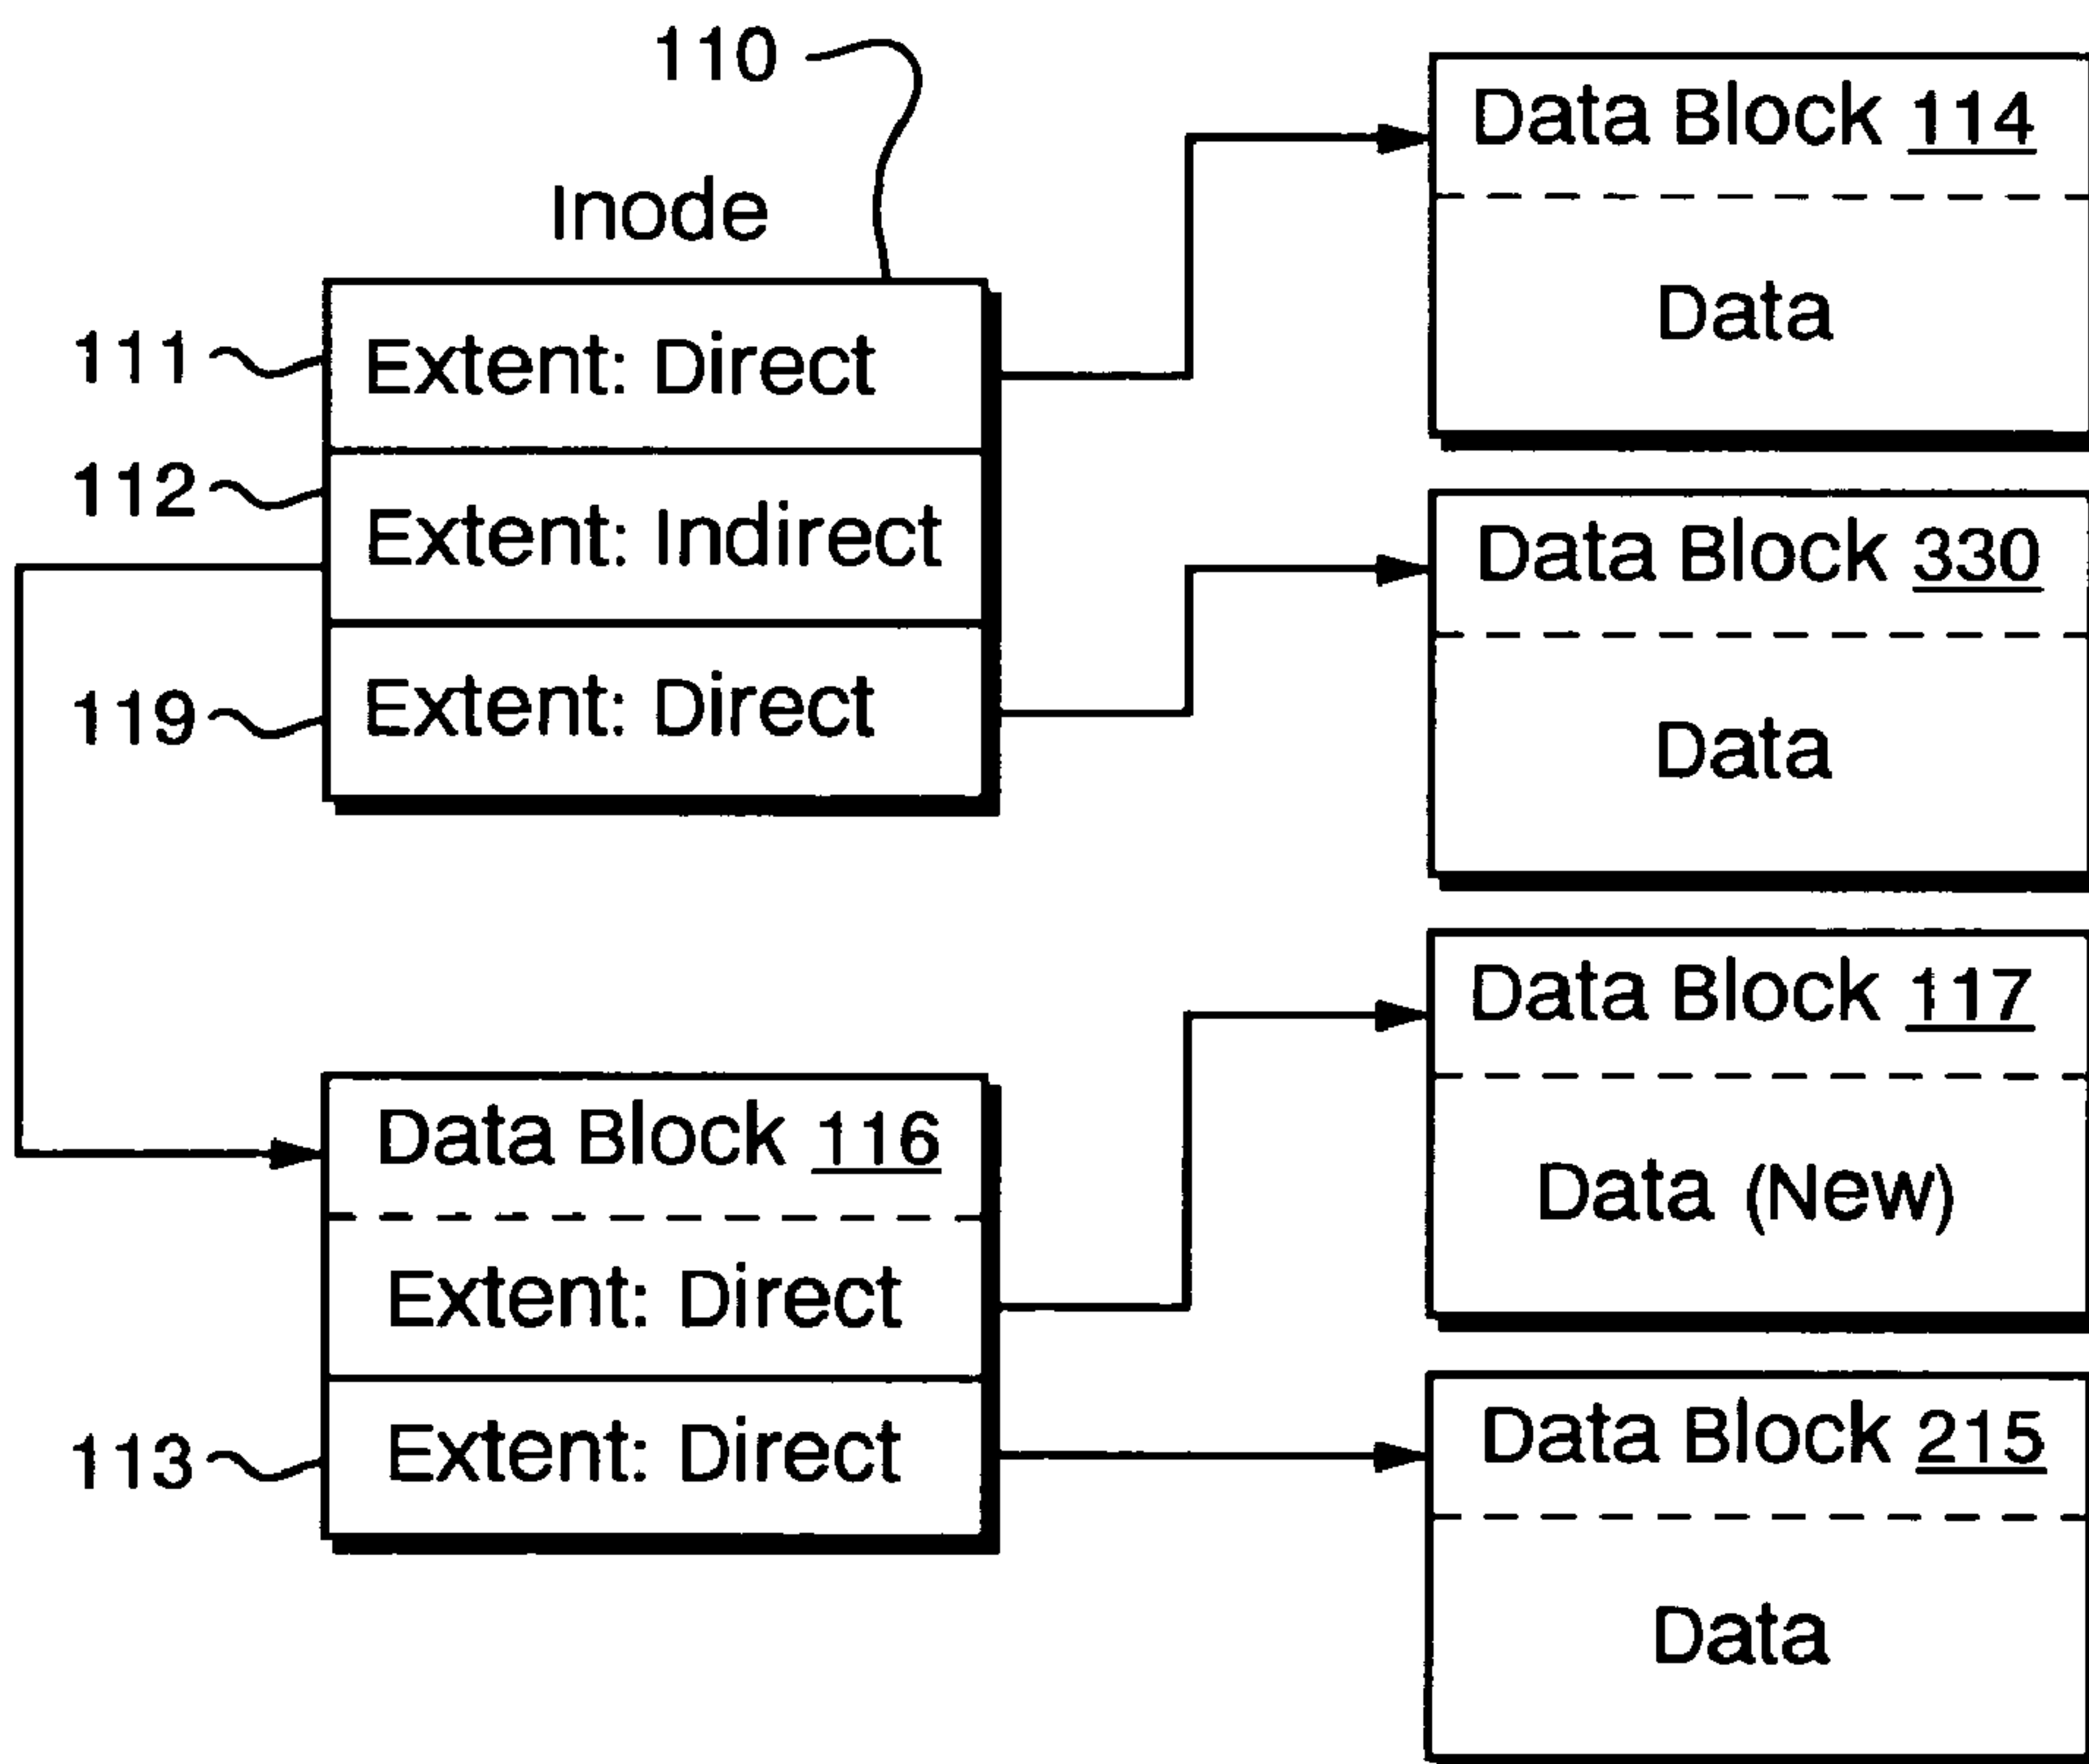 110
Inode
111
Extent: Direct
112
Extent: Indirect
119
Extent: Direct
Data Block 114
Data
Data Block 330
Data
Data Block 116
Extent: Direct
113
Extent: Direct
Data Block 117
Data (New)
Data Block 215
Data